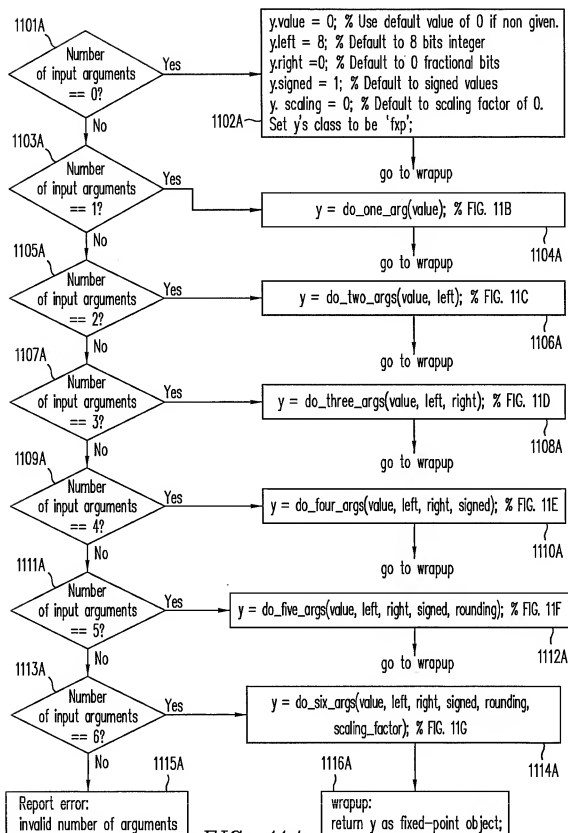 1101A
Number
of input arguments
== 0?
Yes
No
y.value = 0; % Use default value of 0 if non given.
y.left = 8; % Default to 8 bits integer
y.right =0; % Default to 0 fractional bits
y.signed = 1; % Default to signed values
y. scaling = 0; % Default to scaling factor of 0.
Set y's class to be 'fxp';
1102A
go to wrapup
1103A
Number
of input arguments
== 1?
Yes
No
y = do_one_arg(value); % FIG. 11B
1104A
go to wrapup
1105A
Number
of input arguments
== 2?
Yes
No
y = do_two_args(value, left); % FIG. 11C
1106A
go to wrapup
1107A
Number
of input arguments
== 3?
Yes
No
y = do_three_args(value, left, right); % FIG. 11D
1108A
go to wrapup
1109A
Number
of input arguments
== 4?
Yes
No
y = do_four_args(value, left, right, signed); % FIG. 11E
1110A
go to wrapup
1111A
Number
of input arguments
== 5?
Yes
No
y = do_five_args(value, left, right, signed, rounding); % FIG. 11F
1112A
go to wrapup
1113A
Number
of input arguments
== 6?
Yes
No
y = do_six_args(value, left, right, signed, rounding,
scaling_factor); % FIG. 11G
1114A
1115A
Report error:
invalid number of arguments
1116A
wrapup:
return y as fixed-point object;